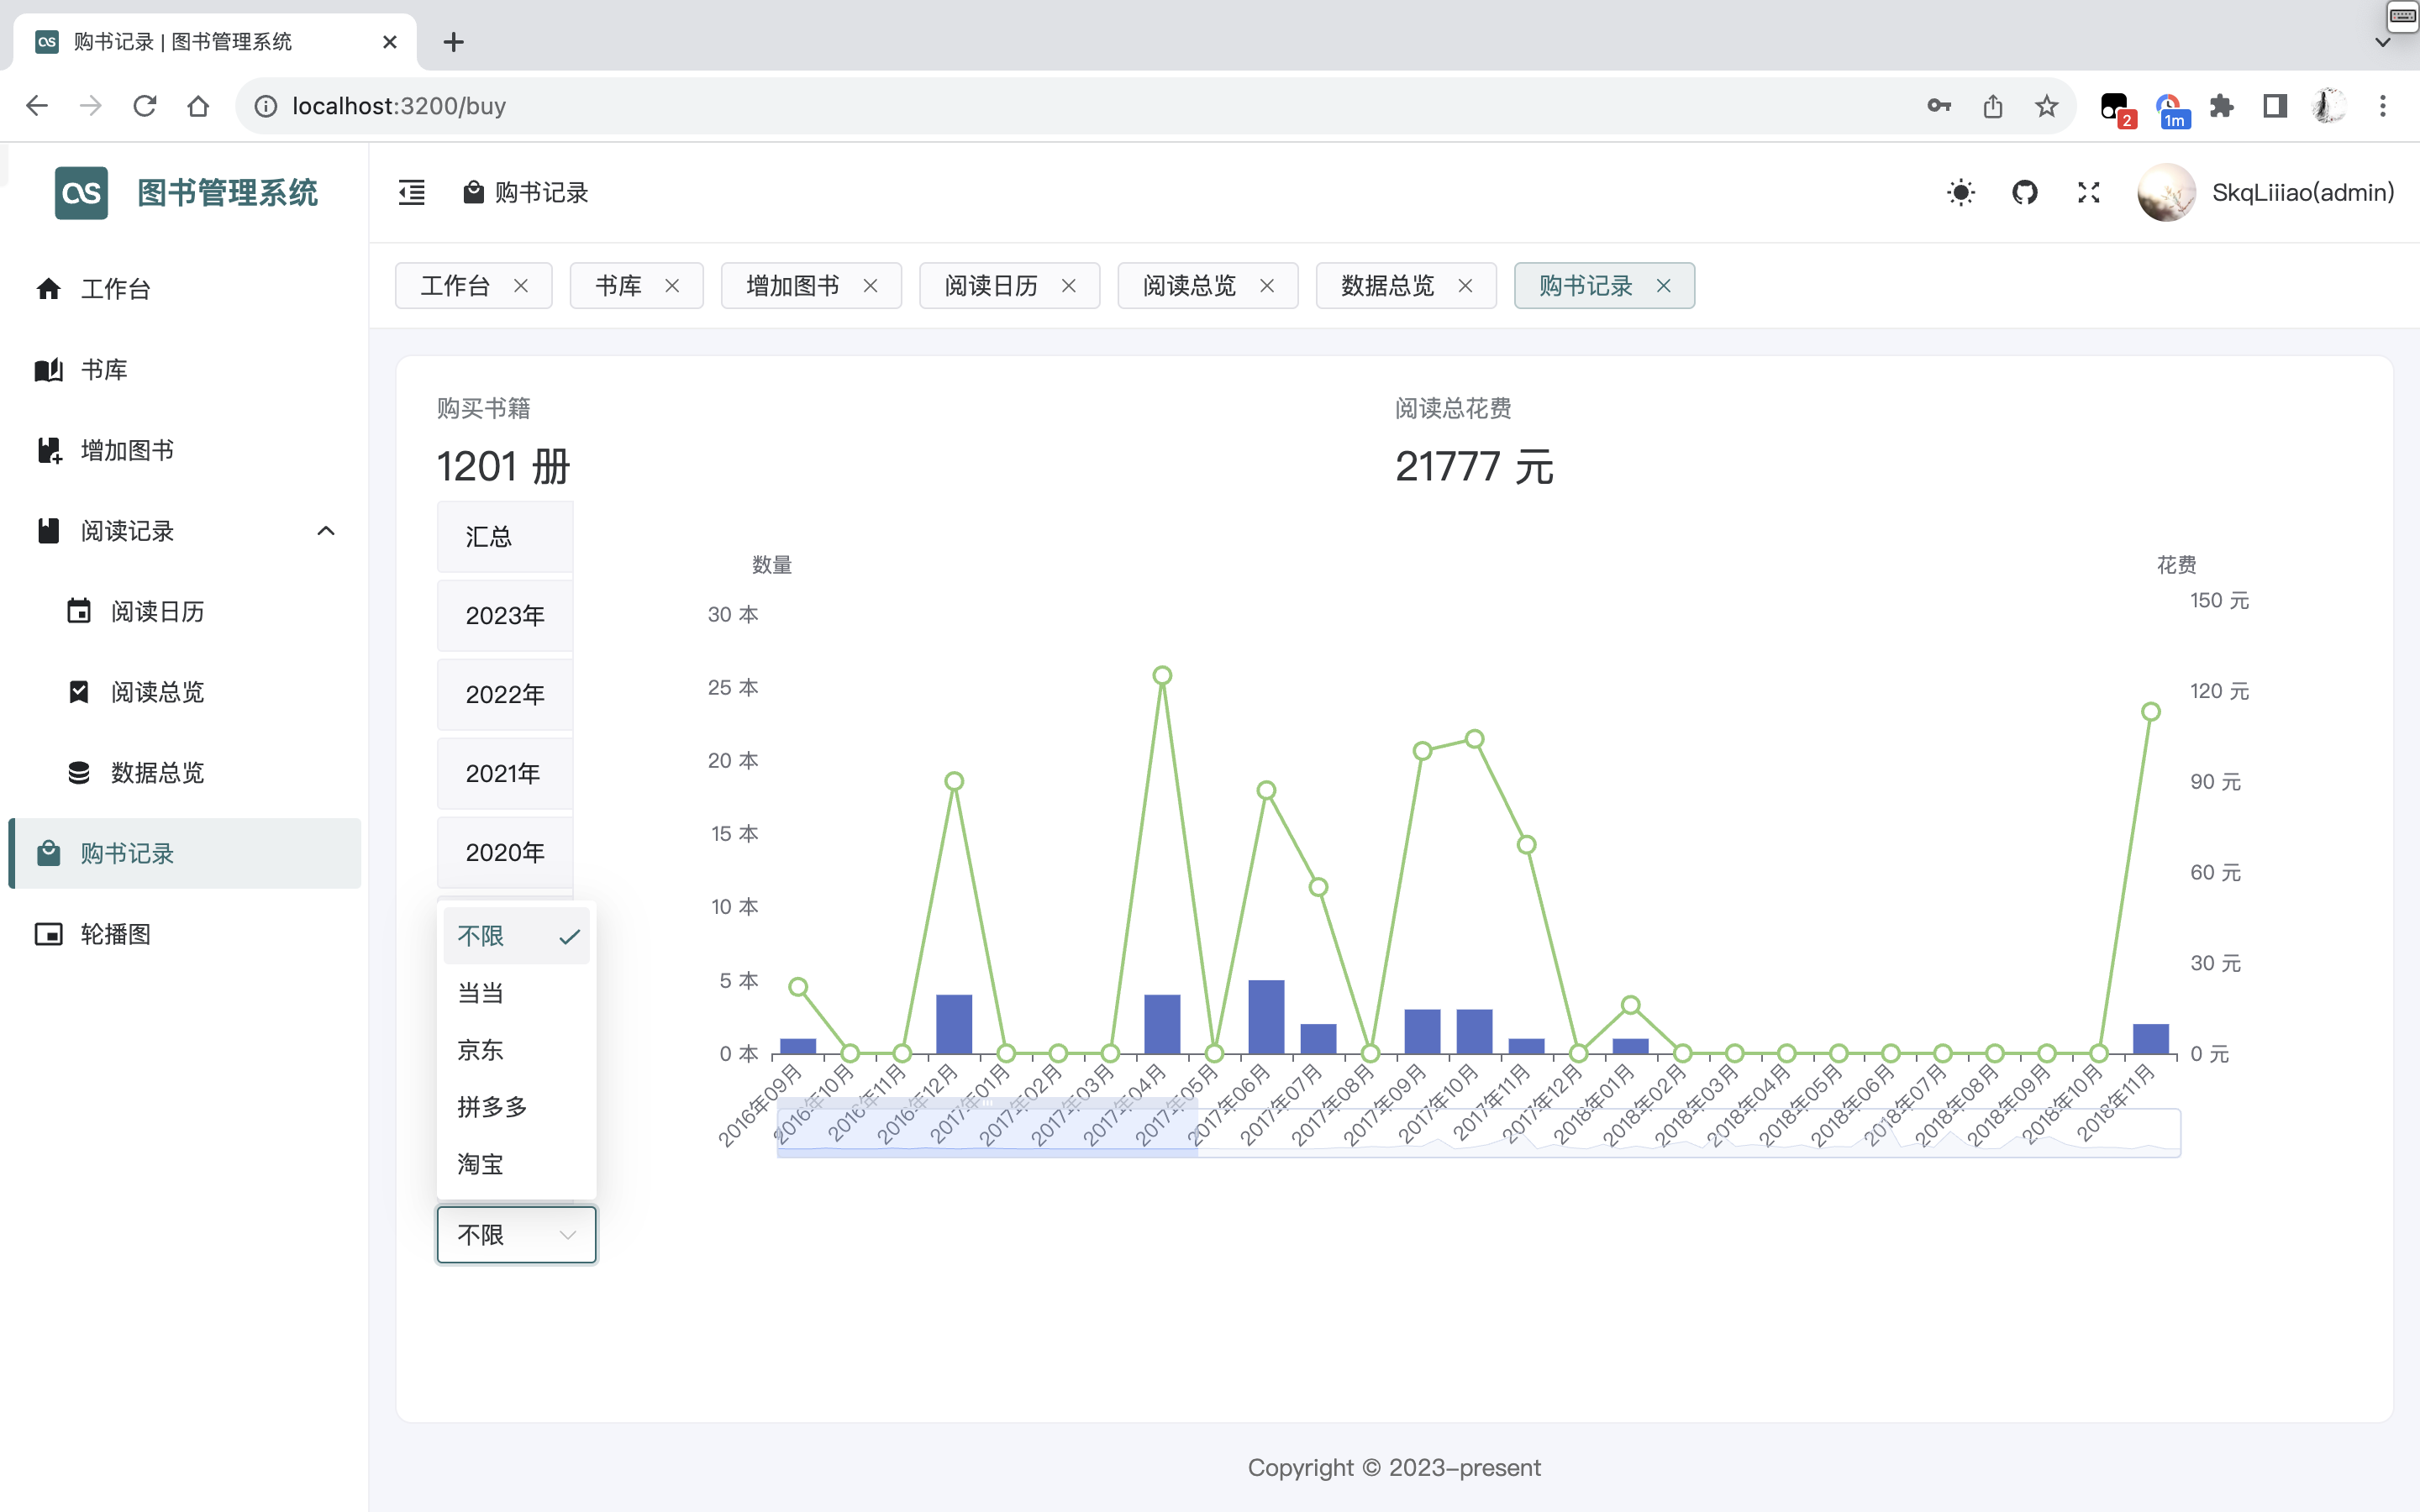 购书记录 | 图书管理系统
localhost:3200/buy
2
1m
図书管理系统
购书记录
SkqLiiiao(admin)
工作台
书库
增加图书
阅读日历
阅读总览
数据总览
购书记录
工作台
书库
增加图书
阅读记录
阅读日历
阅读总览
数据总览
购书记录
轮播图
购买书籍
1201 册
阅读总花费
21777 元
汇总
2023年
2022年
2021年
2020年
不限
当当
京东
拼多多
淘宝
不限
数量
30 本
25 本
20 本
15 本
10 本
5 本
0 本
花费
150 元
120 元
90 元
60 元
30 元
0 元
2016年09月
2016年10月
2016年11月
2016年12月
2017年01月
2017年02月
2017年03月
2017年04月
2017年05月
2017年06月
2017年07月
2017年08月
2017年09月
2017年10月
2017年11月
2017年12月
2018年01月
2018年02月
2018年03月
2018年04月
2018年05月
2018年06月
2018年07月
2018年08月
2018年09月
2018年10月
2018年11月
Copyright © 2023-present